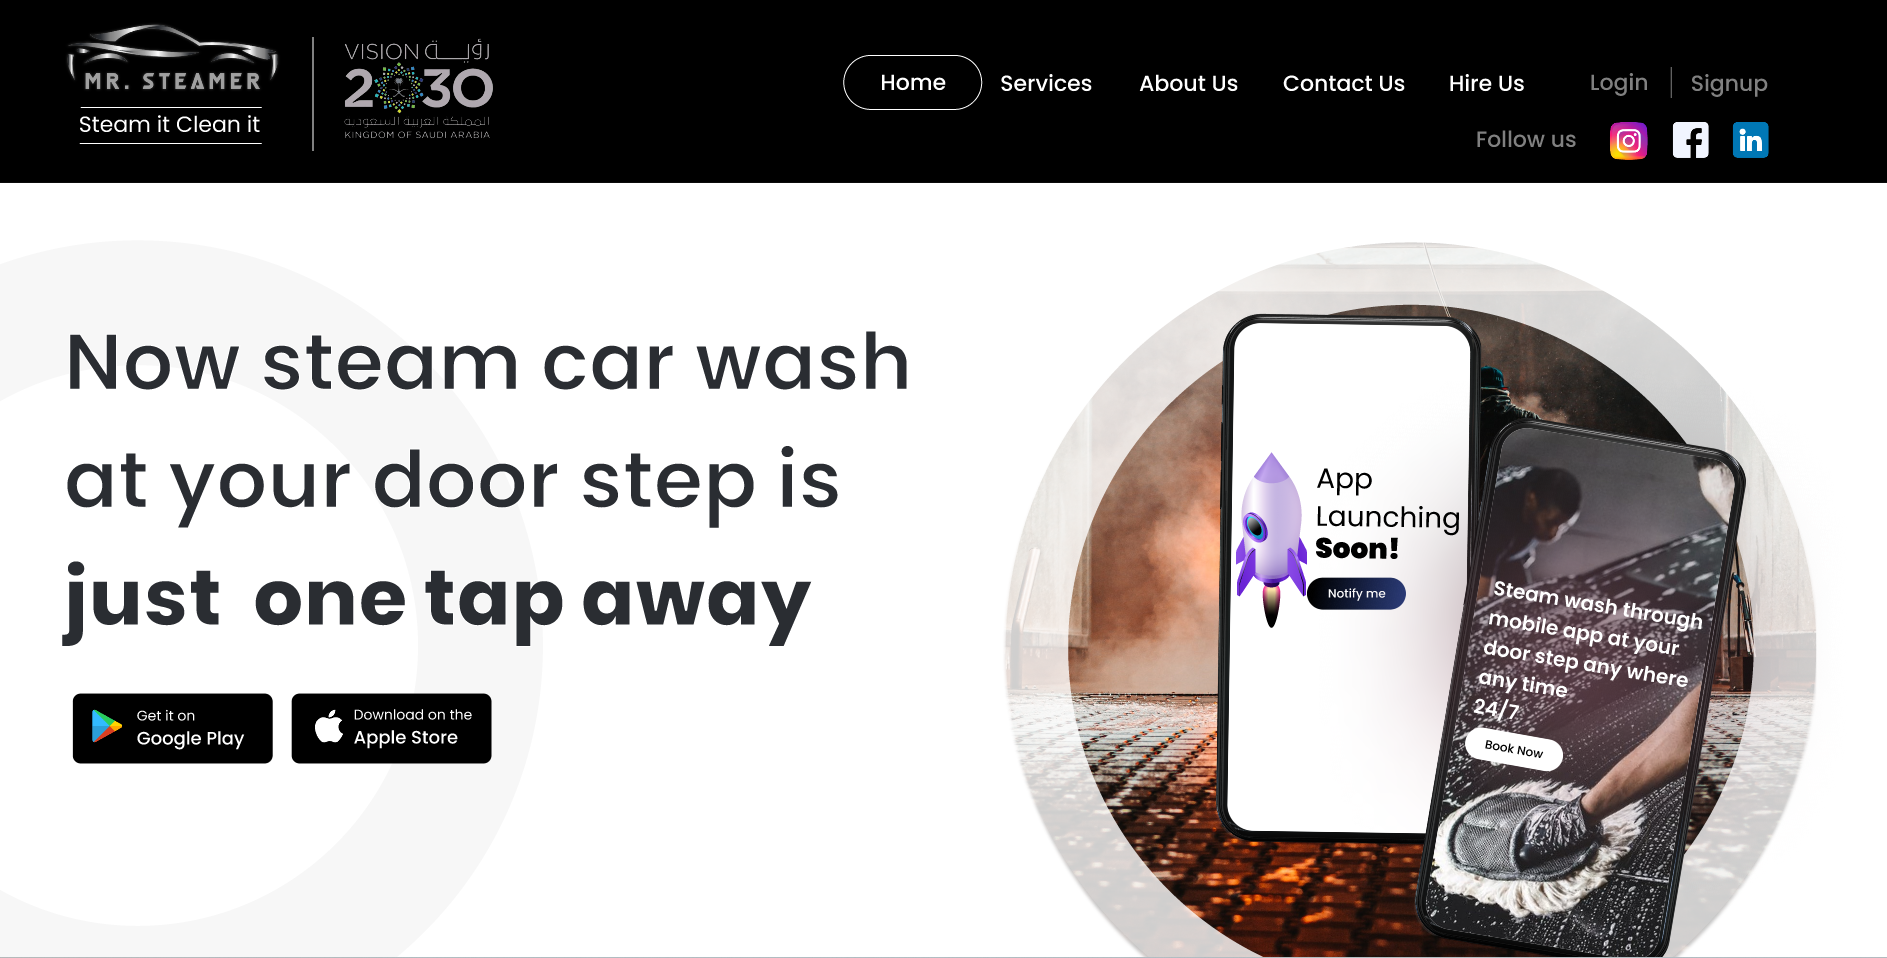 MR. STEAMER
Steam it Clean it
VISION رؤيــة
2030
المملكة العربية السعودية
KINGDOM OF SAUDI ARABIA
Home
Services
About Us
Contact Us
Hire Us
Login
Signup
Follow us
Now steam car wash
at your door step is
just one tap away
Get it on
Google Play
Download on the
Apple Store
App
Launching
Soon!
Notify me
Steam wash through
mobile app at your
door step any where
any time
24/7
Book Now